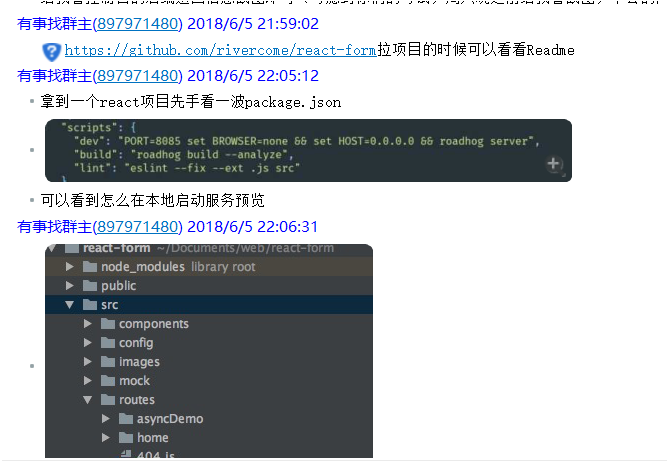 有事找群主(897971480) 2018/6/5 21:59:02
https://github.com/rivercome/react-form拉项目的时候可以看看Readme
有事找群主(897971480) 2018/6/5 22:05:12
拿到一个react项目先手看一波package.json
"scripts": {
"dev": "PORT=8085 set BROWSER=none && set HOST=0.0.0.0 && roadhog server",
"build": "roadhog build --analyze",
"lint": "eslint --fix --ext .js src"
可以看到怎么在本地启动服务预览
有事找群主(897971480) 2018/6/5 22:06:31
react-form ~/Documents/web/react-form
node_modules library root
public
src
components
config
images
mock
routes
asyncDemo
home
404.js